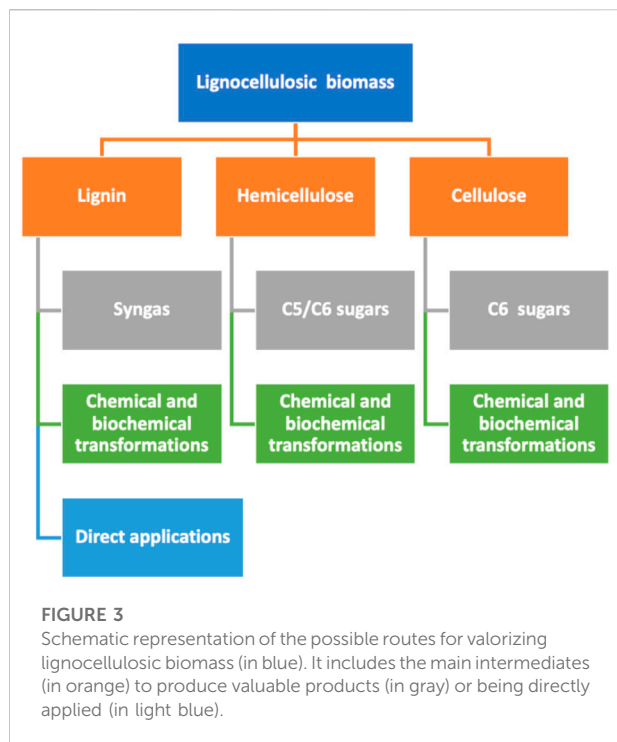 Lignocellulosic biomass
Lignin
Hemicellulose
Cellulose
Syngas
C5/C6 sugars
C6 sugars
Chemical and
biochemical
transformations
Chemical and
biochemical
transformations
Chemical and
biochemical
transformations
Direct applications
FIGURE 3
Schematic representation of the possible routes for valorizing
lignocellulosic biomass (in blue). It includes the main intermediates
(in orange) to produce valuable products (in gray) or being directly
applied (in light blue).